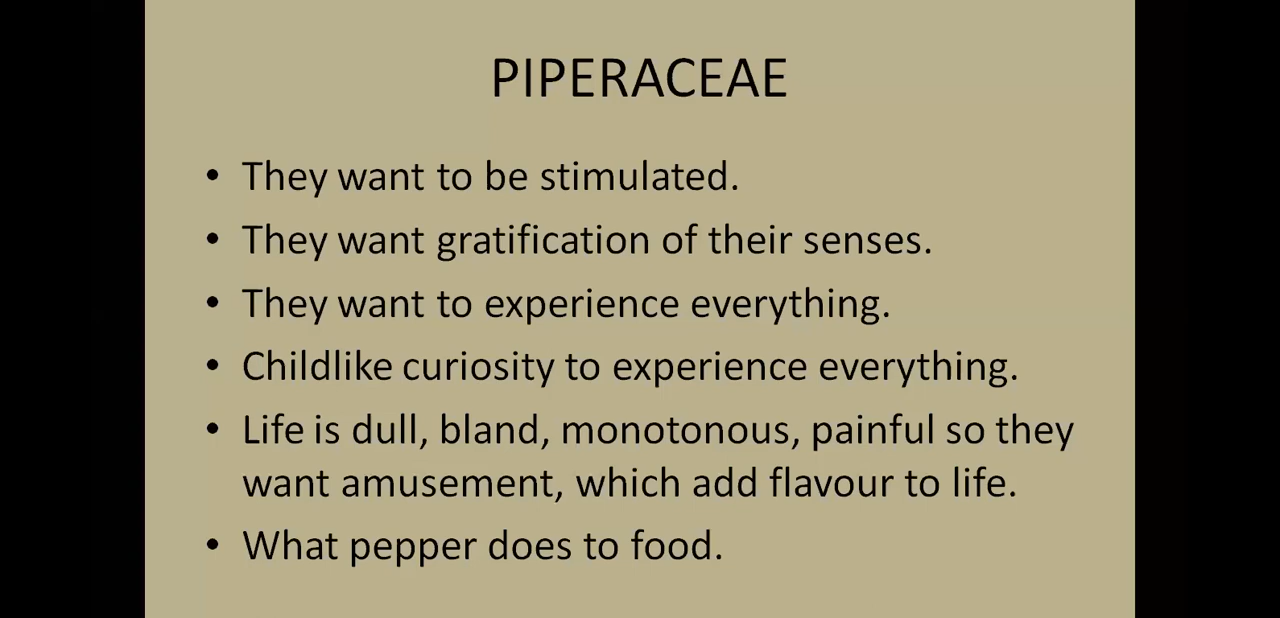 PIPERACEAE
• They want to be stimulated.
• They want gratification of their senses.
• They want to experience everything.
• Childlike curiosity to experience everything.
• Life is dull, bland, monotonous, painful so they
want amusement, which add flavour to life.
• What pepper does to food.